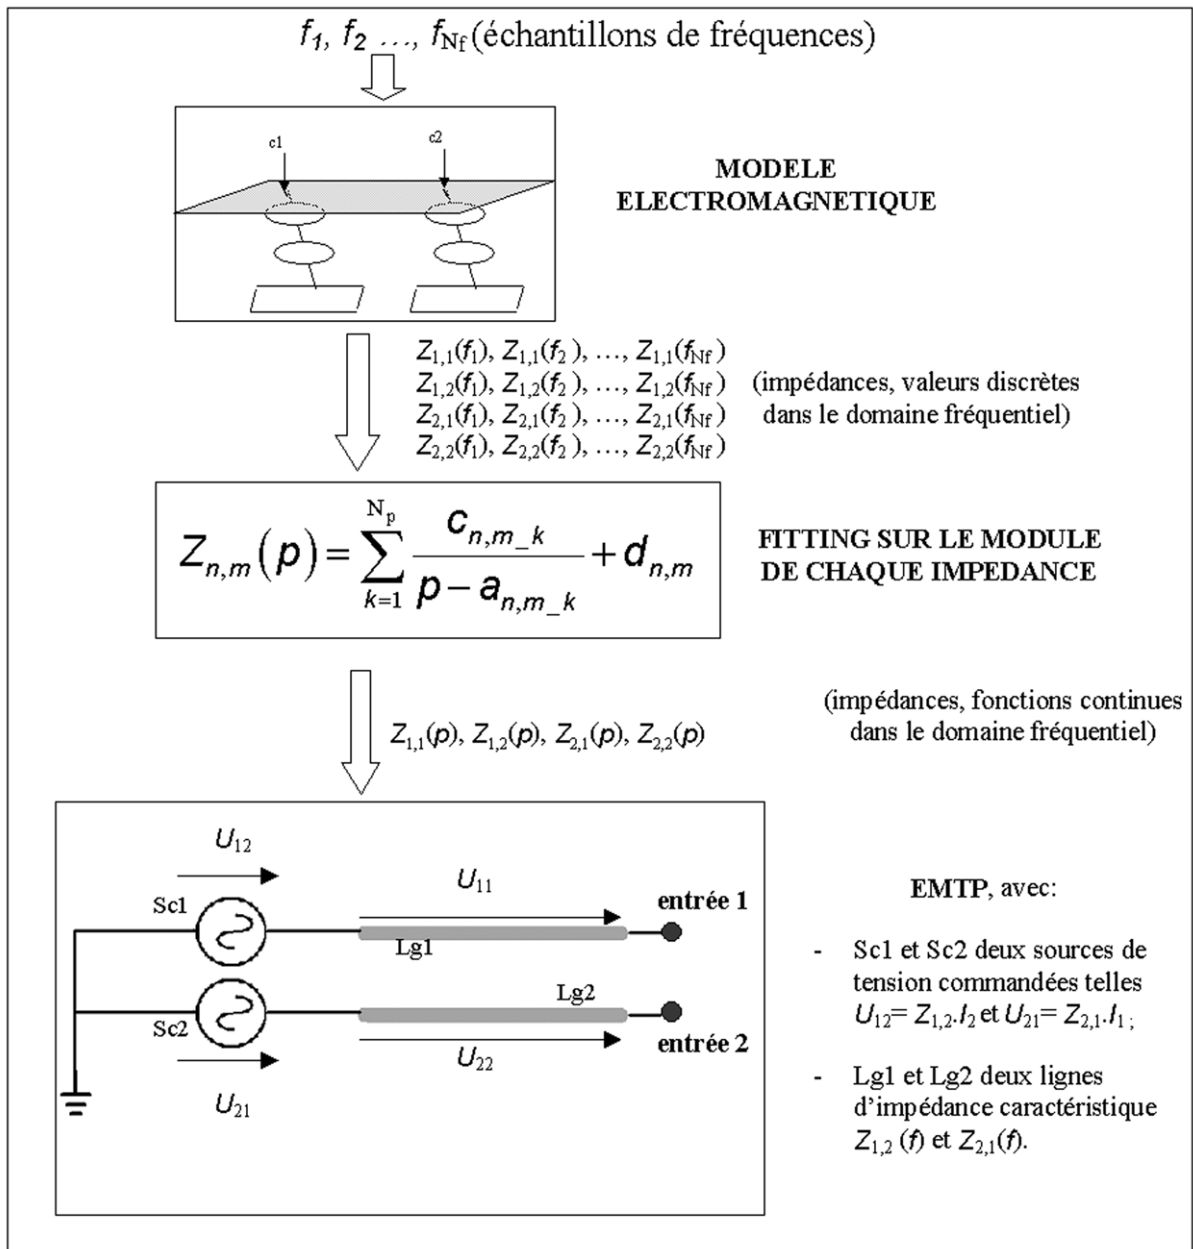 f1, f2 ..., fNf (échantillons de fréquences)
c1
c2
MODELE
ELECTROMAGNETIQUE
Z1,1(f1), Z1,1(f2), ..., Z1,1(fNf)
Z1,2(f1), Z1,2(f2), ..., Z1,2(fNf)
Z2,1(f1), Z2,1(f2), ..., Z2,1(fNf)
Z2,2(f1), Z2,2(f2), ..., Z2,2(fNf)
(impédances, valeurs discrètes
dans le domaine fréquentiel)
Zn,m(p) = ∑k=1Np cn,m_k / (p − an,m_k) + dn,m
FITTING SUR LE MODULE
DE CHAQUE IMPEDANCE
Z1,1(p), Z1,2(p), Z2,1(p), Z2,2(p)
(impédances, fonctions continues
dans le domaine fréquentiel)
U12
Sc1
U11
Lg1
entrée 1
Sc2
U21
Lg2
U22
entrée 2
EMTP, avec:
- Sc1 et Sc2 deux sources de
tension commandées telles
U12= Z1,2.I2 et U21= Z2,1.I1 ;
- Lg1 et Lg2 deux lignes
d'impédance caractéristique
Z1,2 (f) et Z2,1(f).